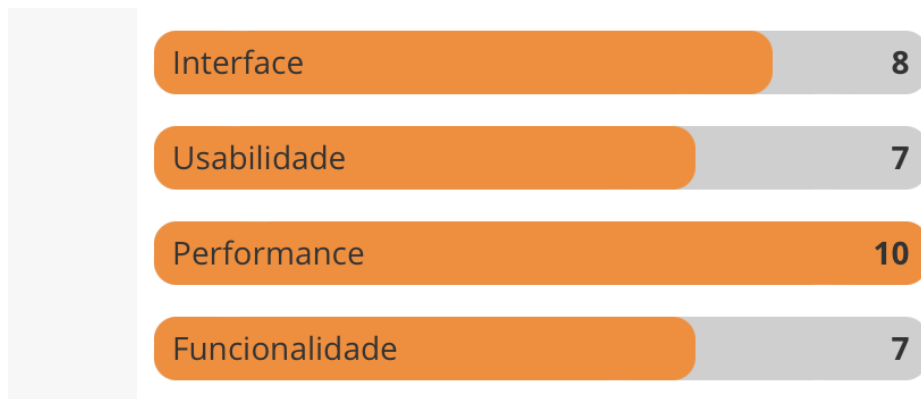 Interface 8
Usabilidade 7
Performance 10
Funcionalidade 7